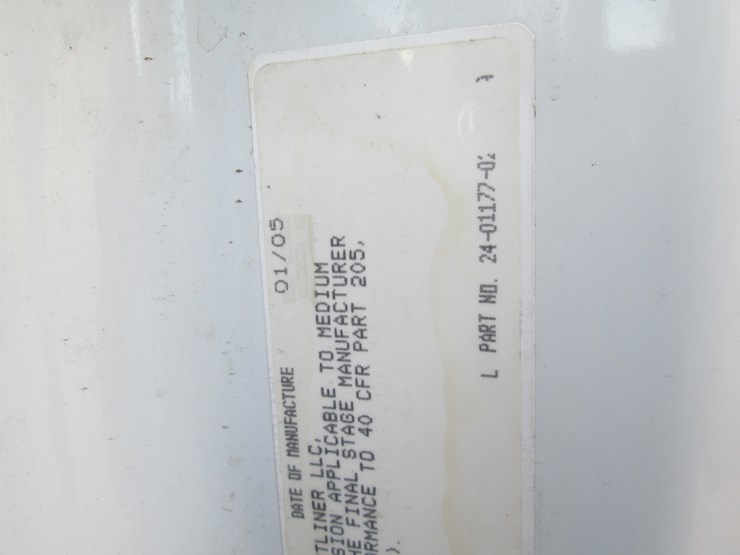 DATE OF MANUFACTURE 01/05
TLINER LLC,
SION APPLICABLE TO MEDIUM
HE FINAL STAGE MANUFACTURER
RMANCE TO 40 CFR PART 205,
).
L PART NO. 24-01177-02